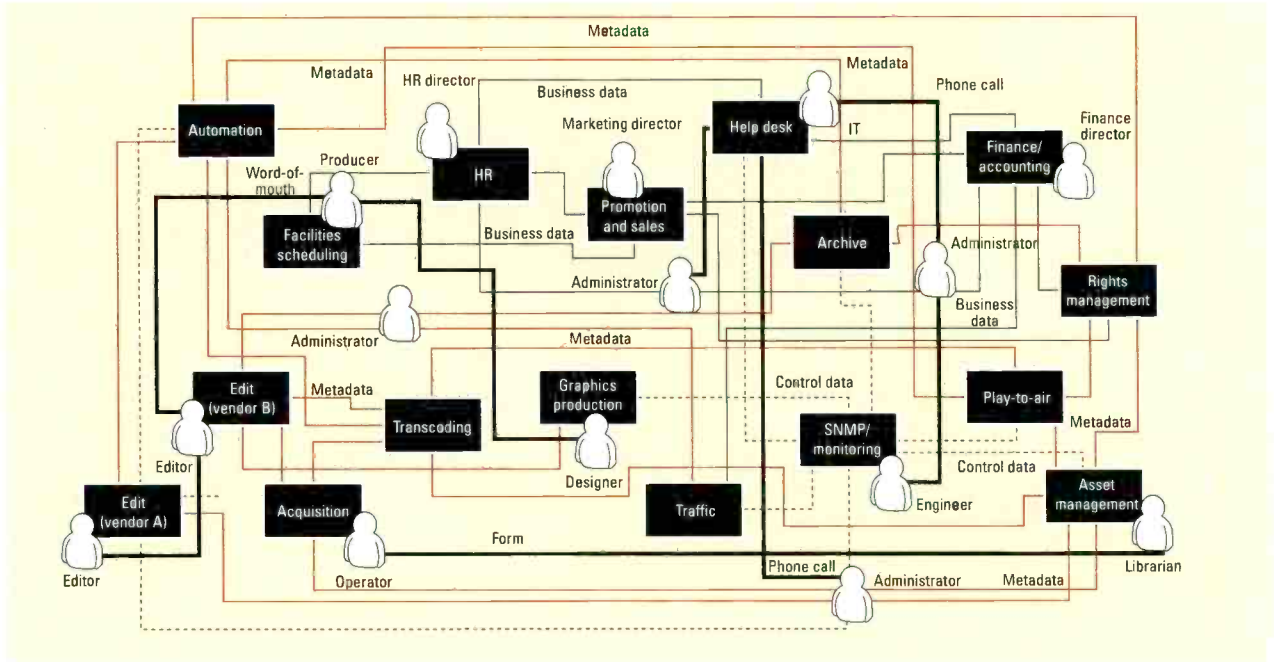 Metadata
Metadata
HR director
Business data
Metadata
Phone call
Automation
Marketing director
Help desk
IT
Finance
director
Finance/
accounting
Producer
Word-of-
mouth
HR
Promotion
and sales
Facilities
scheduling
Business data
Archive
Administrator
Administrator
Rights
management
Business
data
Administrator
Metadata
Edit
(vendor B)
Metadata
Graphics
production
Control data
Play-to-air
Transcoding
SNMP/
monitoring
Metadata
Editor
Designer
Control data
Edit
(vendor A)
Acquisition
Traffic
Engineer
Asset
management
Form
Editor
Operator
Phone call
Administrator
Metadata
Librarian